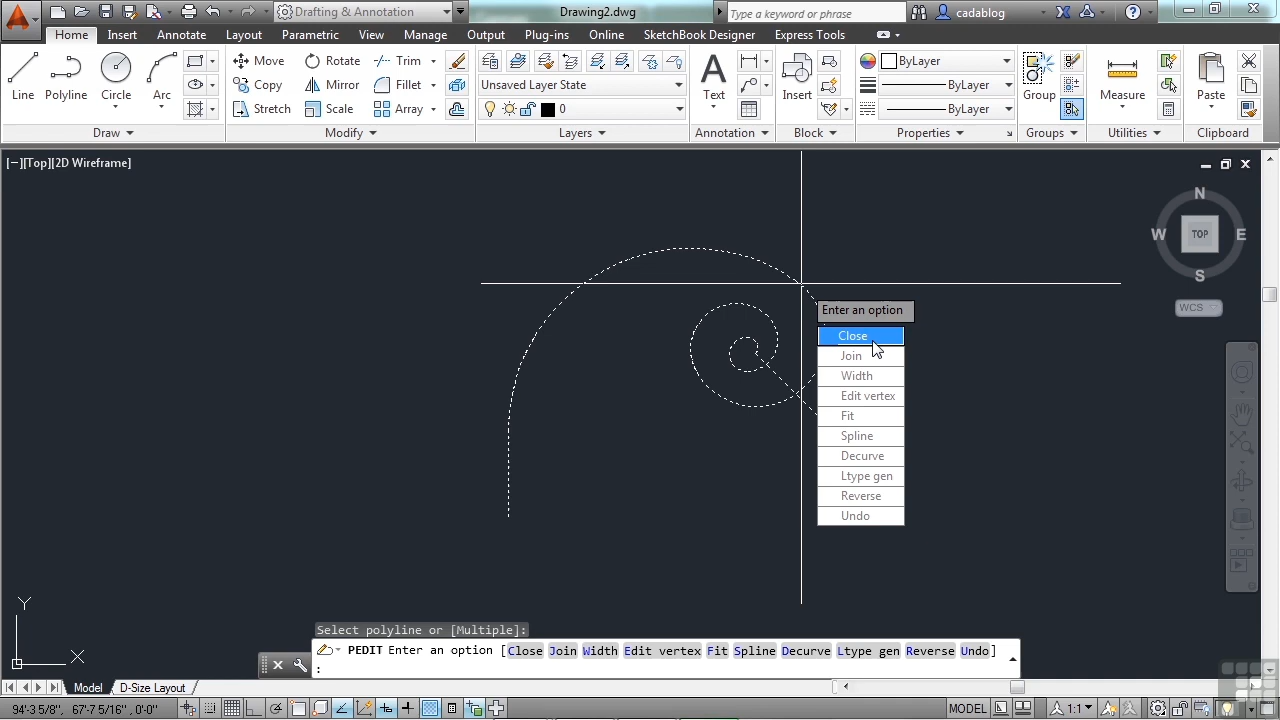 Drafting & Annotation Drawing2.dwg Type a keyword or phrase cadablog
Home Insert Annotate Layout Parametric View Manage Output Plug-ins Online SketchBook Designer Express Tools
Move Rotate Trim Unsaved Layer State ByLayer
Copy Mirror Fillet ByLayer
Stretch Scale Array 0 ByLayer
Line Polyline Circle Arc Text Insert Group Measure Paste
Draw Modify Layers Annotation Block Properties Groups Utilities Clipboard
[−][Top][2D Wireframe]
N
W TOP E
S
WCS
Enter an option
Close
Join
Width
Edit vertex
Fit
Spline
Decurve
Ltype gen
Reverse
Undo
Y
X
Select polyline or [Multiple]:
PEDIT Enter an option [Close Join Width Edit vertex Fit Spline Decurve Ltype gen Reverse Undo]
:
Model D-Size Layout
94'-3 5/8", 67'-7 5/16" , 0'-0" MODEL 1:1